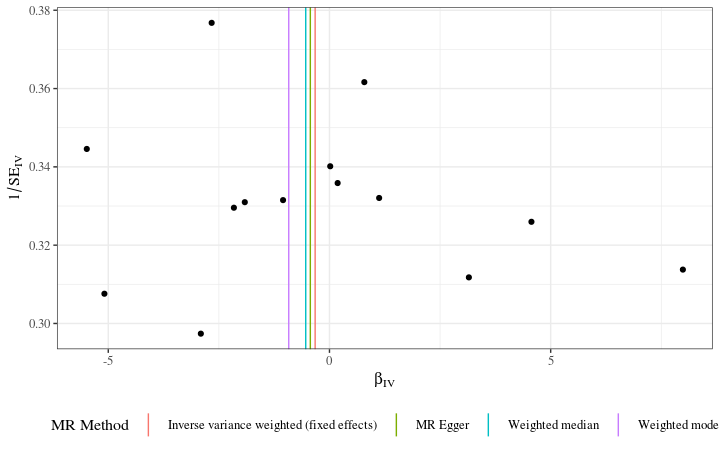 0.38
0.36
0.34
0.32
0.30
1/SE_IV
-5 0 5
β_IV
MR Method Inverse variance weighted (fixed effects) MR Egger Weighted median Weighted mode